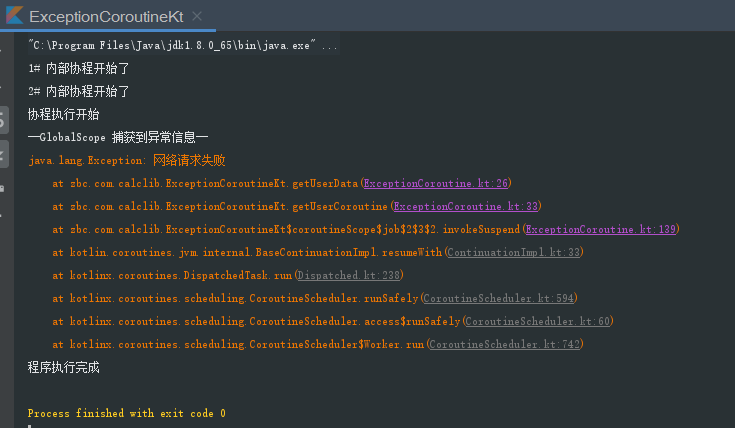 ExceptionCoroutineKt
"C:\Program Files\Java\jdk1.8.0_65\bin\java.exe" ...
1# 内部协程开始了
2# 内部协程开始了
协程执行开始
—GlobalScope 捕获到异常信息—
java.lang.Exception: 网络请求失败
at zbc.com.calclib.ExceptionCoroutineKt.getUserData(ExceptionCoroutine.kt:26)
at zbc.com.calclib.ExceptionCoroutineKt.getUserCoroutine(ExceptionCoroutine.kt:33)
at zbc.com.calclib.ExceptionCoroutineKt$coroutineScope$job$2$3$2.invokeSuspend(ExceptionCoroutine.kt:139)
at kotlin.coroutines.jvm.internal.BaseContinuationImpl.resumeWith(ContinuationImpl.kt:33)
at kotlinx.coroutines.DispatchedTask.run(Dispatched.kt:238)
at kotlinx.coroutines.scheduling.CoroutineScheduler.runSafely(CoroutineScheduler.kt:594)
at kotlinx.coroutines.scheduling.CoroutineScheduler.access$runSafely(CoroutineScheduler.kt:60)
at kotlinx.coroutines.scheduling.CoroutineScheduler$Worker.run(CoroutineScheduler.kt:742)
程序执行完成
Process finished with exit code 0